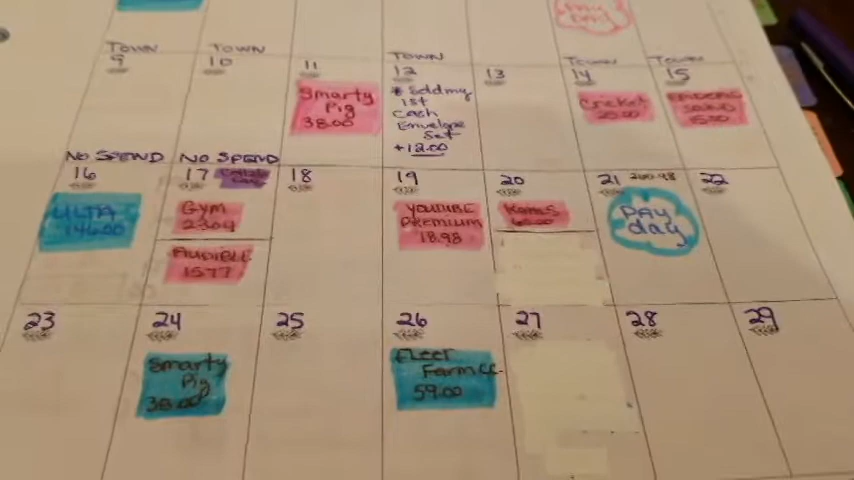 TOWN TOWN TOWN TOWN TOWN
9 10 11 12 13 14 15
Smarty
Pig
38.00
Sold my
1st
Cash
Envelope
Set
+12.00
Cricket
15.00
NO SPEND NO SPEND
16 17 18 19 20 21 22
ULTA
146.00
GYM
23.04
AUDIBLE
15.77
YOUTUBE
PREMIUM
18.98
Pay
day
23 24 25 26 27 28 29
Smarty
Pig
38.00
Fleet
Farm CC
59.00